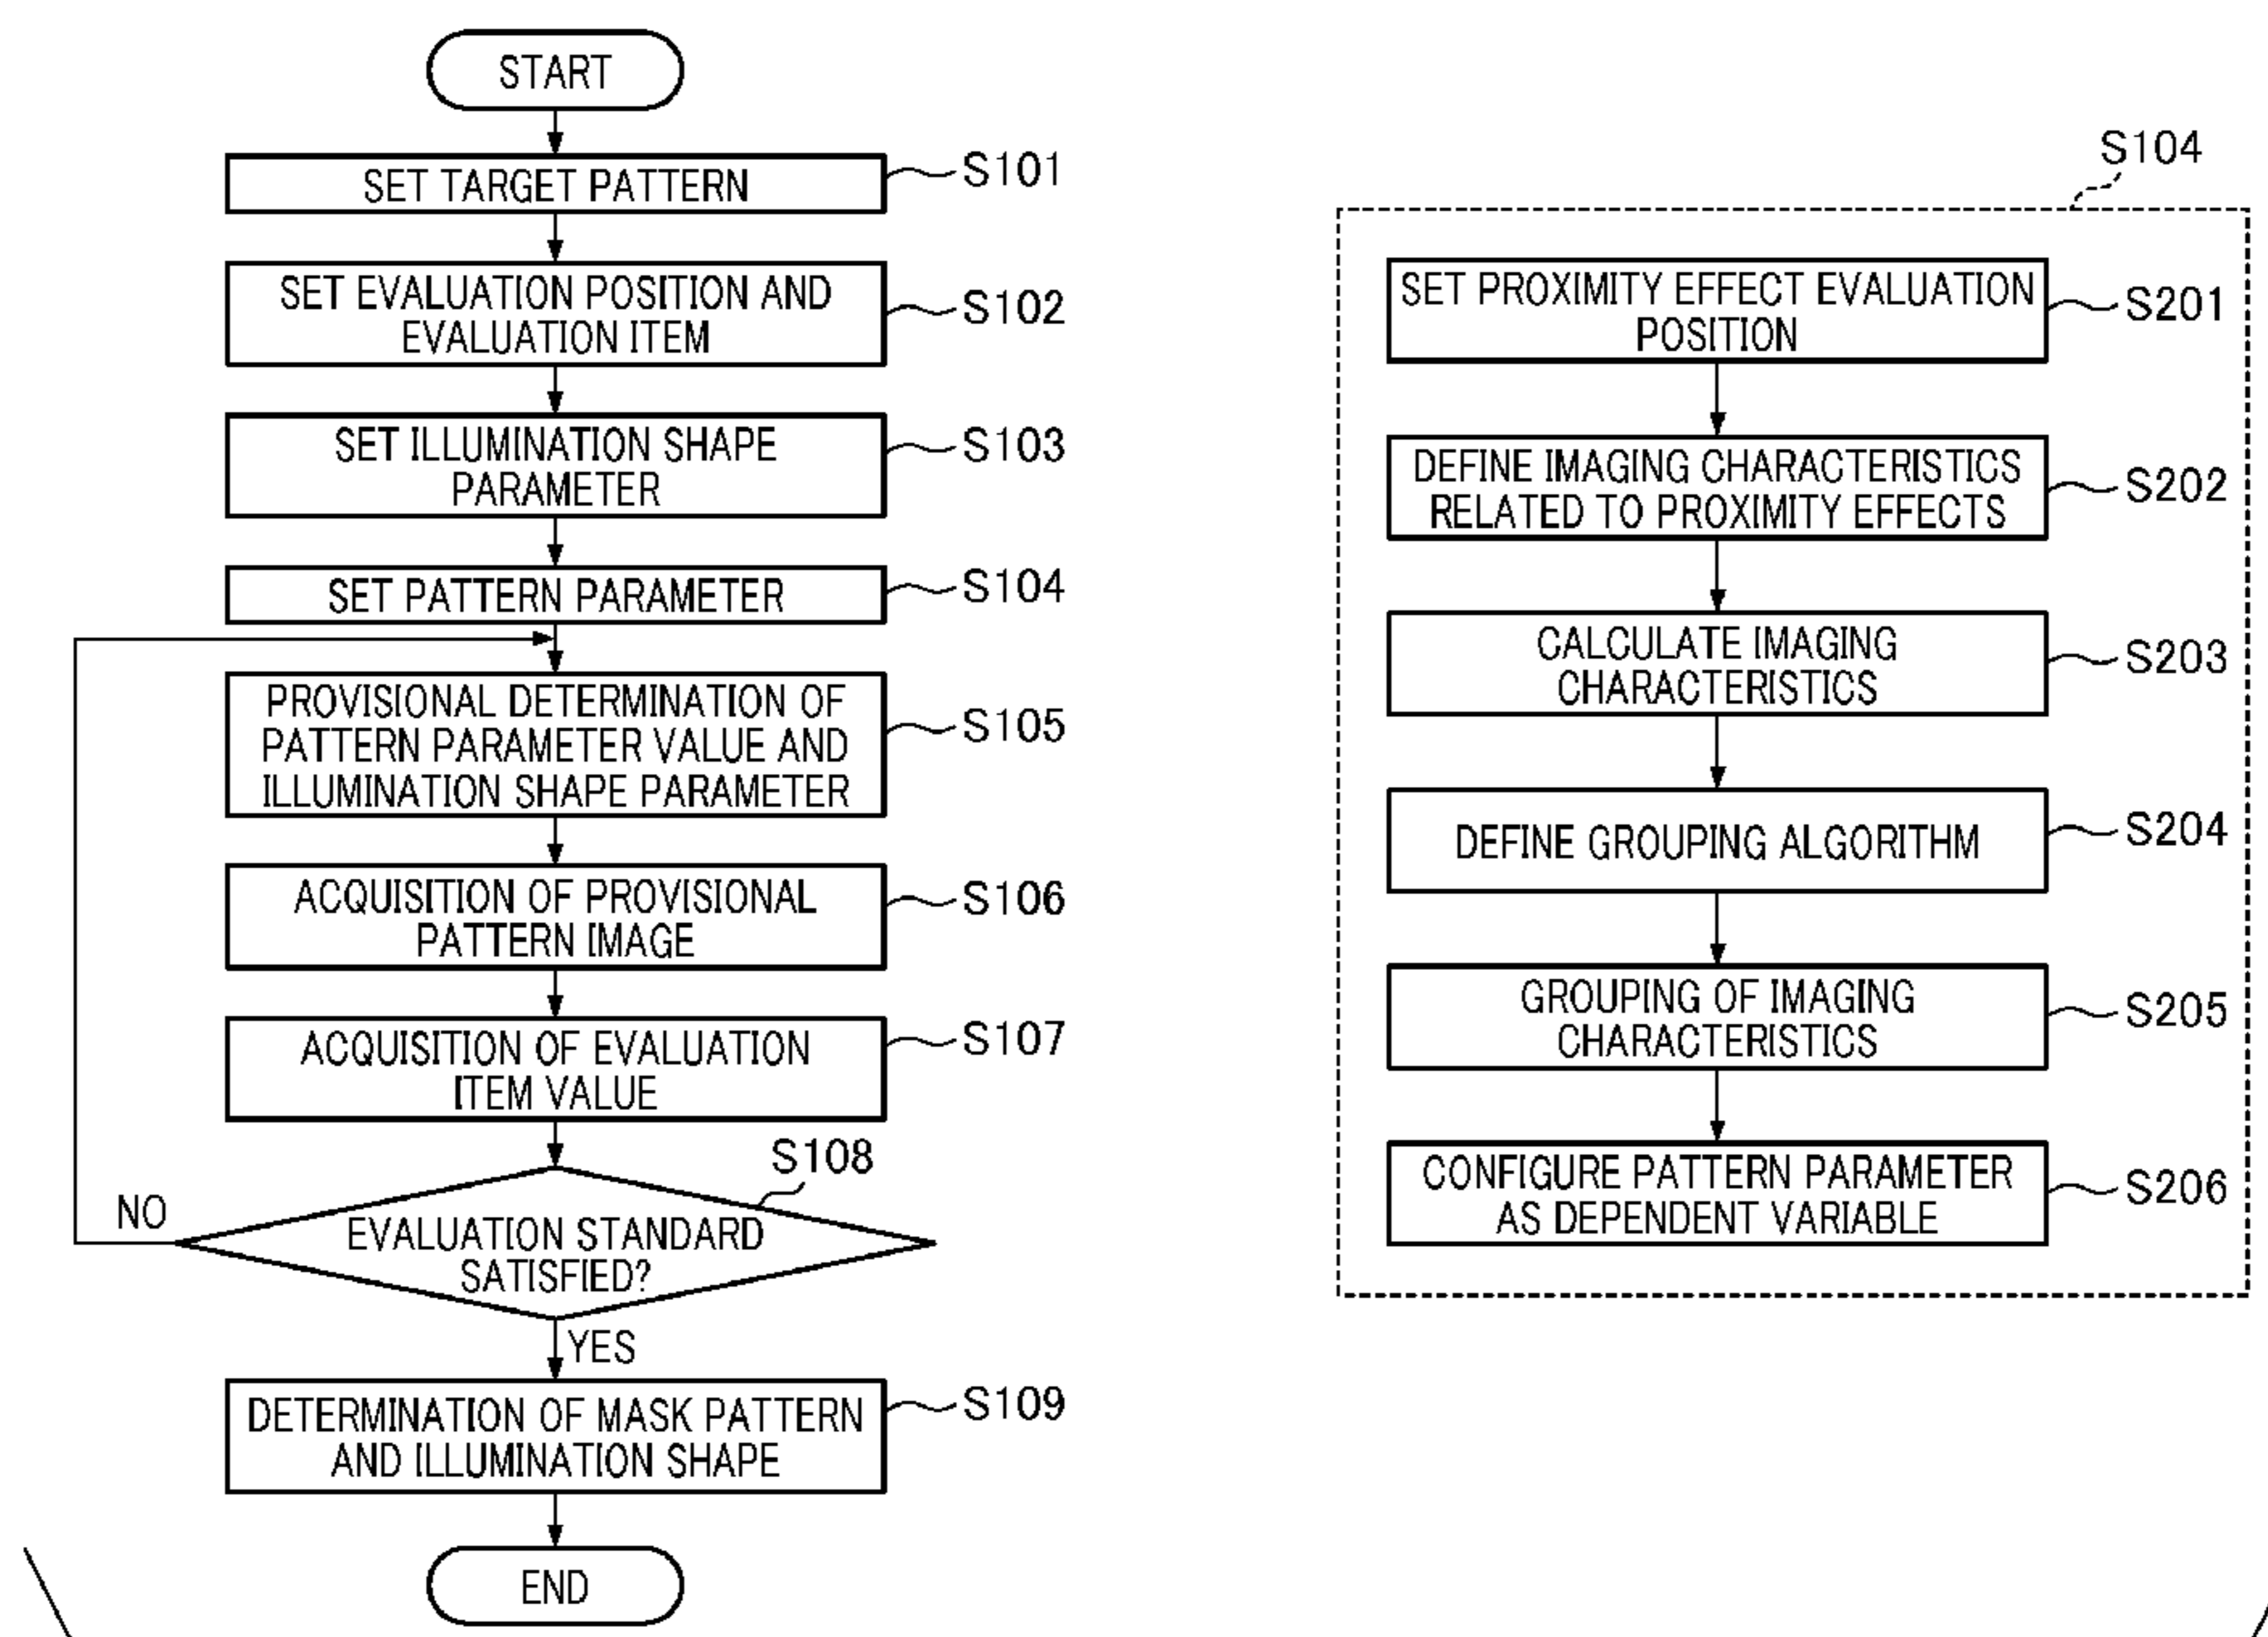 START
SET TARGET PATTERN
S101
SET EVALUATION POSITION AND
EVALUATION ITEM
S102
SET ILLUMINATION SHAPE
PARAMETER
S103
SET PATTERN PARAMETER
S104
PROVISIONAL DETERMINATION OF
PATTERN PARAMETER VALUE AND
ILLUMINATION SHAPE PARAMETER
S105
ACQUISITION OF PROVISIONAL
PATTERN IMAGE
S106
ACQUISITION OF EVALUATION
ITEM VALUE
S107
S108
NO
EVALUATION STANDARD
SATISFIED?
YES
DETERMINATION OF MASK PATTERN
AND ILLUMINATION SHAPE
S109
END
S104
SET PROXIMITY EFFECT EVALUATION
POSITION
S201
DEFINE IMAGING CHARACTERISTICS
RELATED TO PROXIMITY EFFECTS
S202
CALCULATE IMAGING
CHARACTERISTICS
S203
DEFINE GROUPING ALGORITHM
S204
GROUPING OF IMAGING
CHARACTERISTICS
S205
CONFIGURE PATTERN PARAMETER
AS DEPENDENT VARIABLE
S206